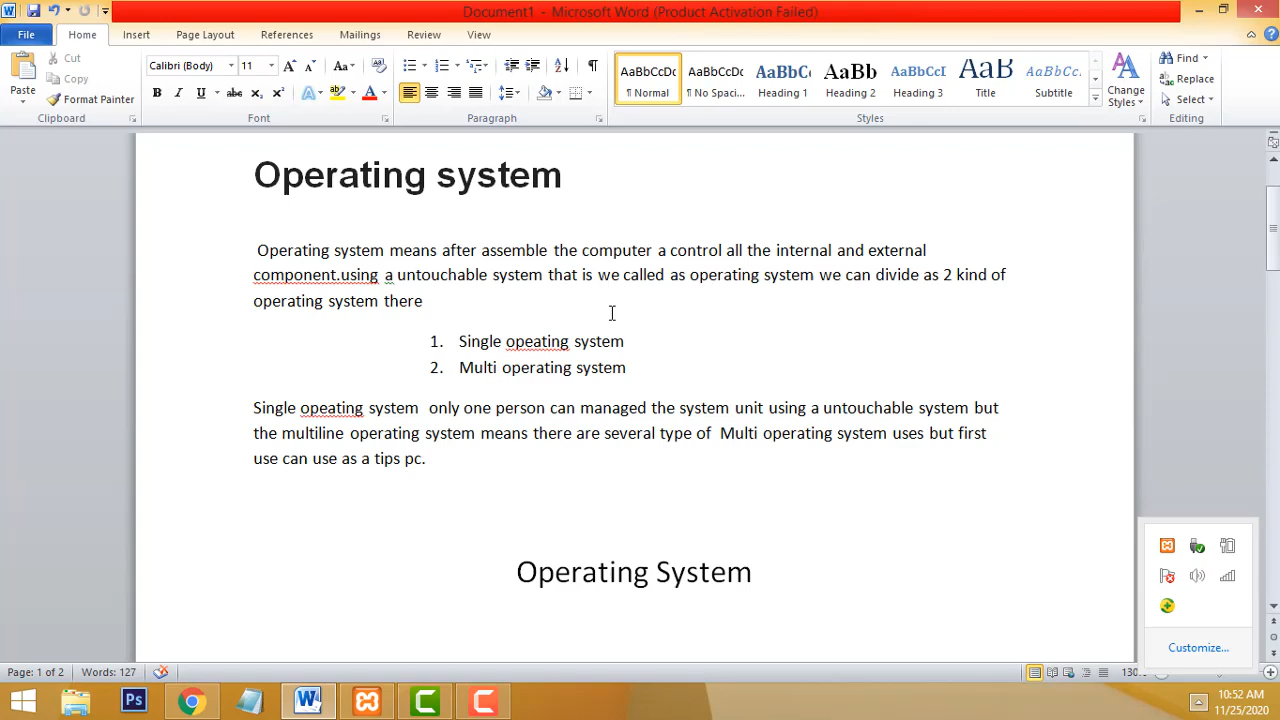 Document1 - Microsoft Word (Product Activation Failed)
File Home Insert Page Layout References Mailings Review View
Paste
Cut
Copy
Format Painter
Clipboard
Calibri (Body) 11
Font
Paragraph
AaBbCcDc AaBbCcDc AaBbC AaBb AaBbCcI AaB AaBbCc.
¶ Normal ¶ No Spaci... Heading 1 Heading 2 Heading 3 Title Subtitle
Styles
Change Styles
Find
Replace
Select
Editing
Operating system
Operating system means after assemble the computer a control all the internal and external
component.using a untouchable system that is we called as operating system we can divide as 2 kind of
operating system there
1. Single opeating system
2. Multi operating system
Single opeating system only one person can managed the system unit using a untouchable system but
the multiline operating system means there are several type of Multi operating system uses but first
use can use as a tips pc.
Operating System
Customize...
Page: 1 of 2 Words: 127 130%
10:52 AM
11/25/2020